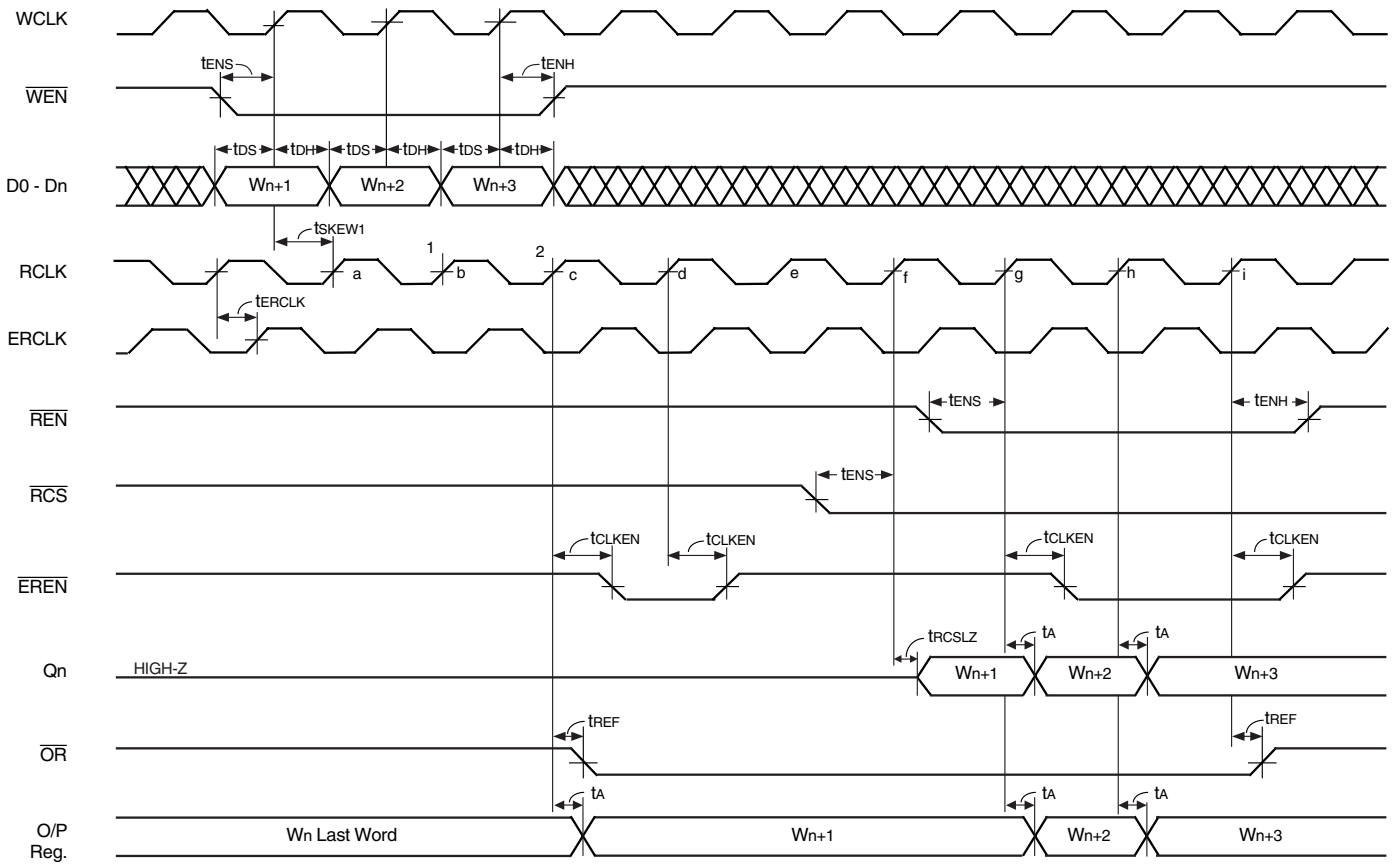 WCLK
tENS
tENH
WEN
tDS
tDH
tDS
tDH
tDS
tDH
D0 - Dn
Wn+1
Wn+2
Wn+3
tSKEW1
1
2
RCLK
a
b
c
d
e
f
g
h
i
tERCLK
ERCLK
REN
tENS
tENH
RCS
tENS
tCLKEN
tCLKEN
tCLKEN
tCLKEN
EREN
tRCSLZ
tA
tA
Qn
HIGH-Z
Wn+1
Wn+2
Wn+3
tREF
tREF
OR
tA
tA
tA
O/P
Reg.
Wn Last Word
Wn+1
Wn+2
Wn+3